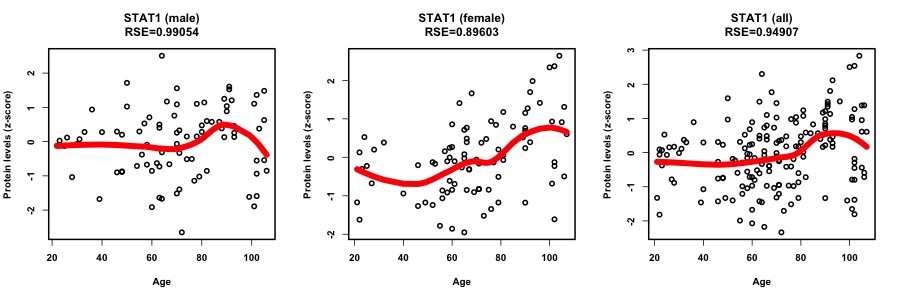 STAT1 (male)
RSE=0.99054
Protein levels (z-score)
2
1
0
-1
-2
20
40
60
80
100
Age
STAT1 (female)
RSE=0.89603
Protein levels (z-score)
2
1
0
-1
-2
20
40
60
80
100
Age
STAT1 (all)
RSE=0.94907
Protein levels (z-score)
3
2
1
0
-1
-2
20
40
60
80
100
Age